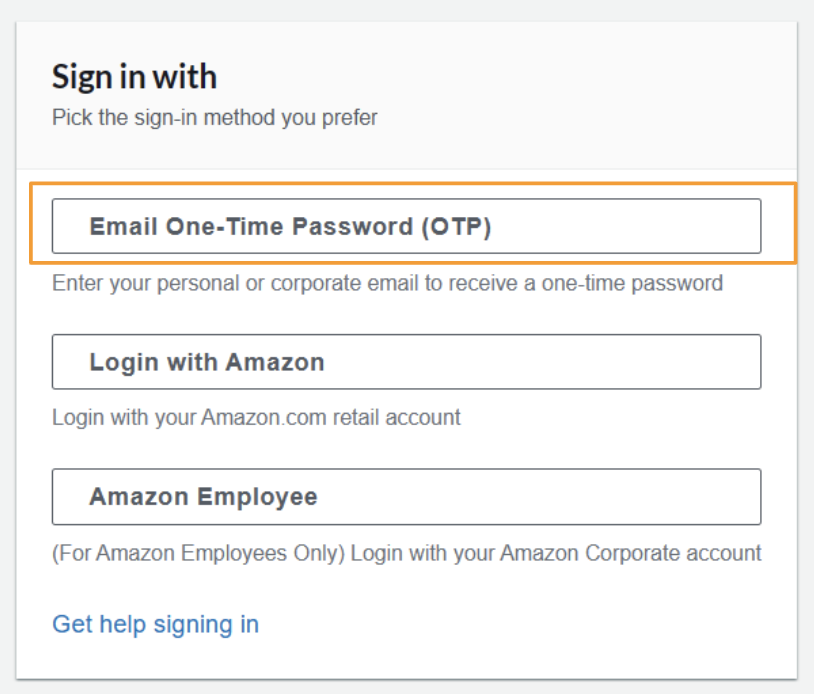 Sign in with
Pick the sign-in method you prefer
Email One-Time Password (OTP)
Enter your personal or corporate email to receive a one-time password
Login with Amazon
Login with your Amazon.com retail account
Amazon Employee
(For Amazon Employees Only) Login with your Amazon Corporate account
Get help signing in